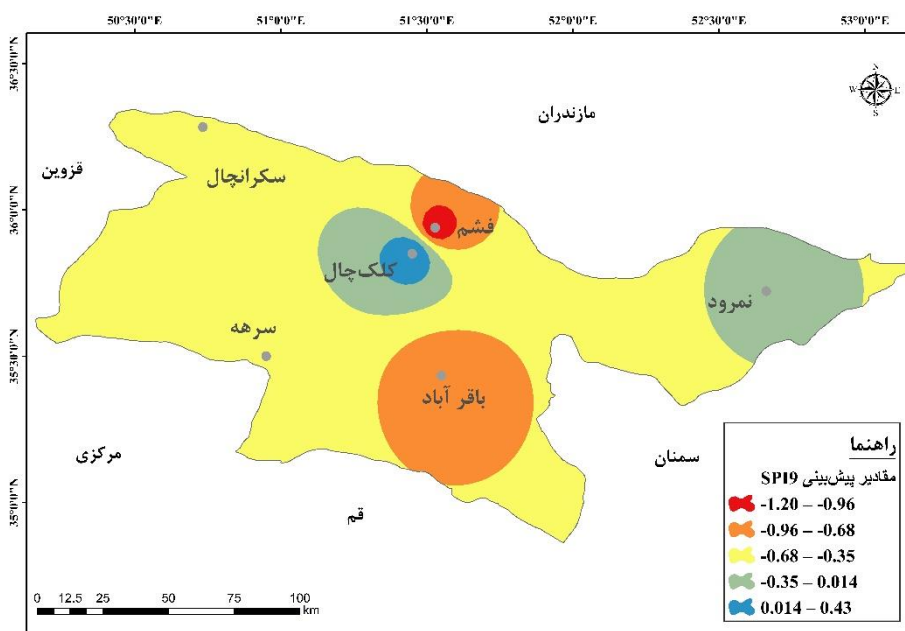 50°30'0"E 51°0'0"E 51°30'0"E 52°0'0"E 52°30'0"E 53°0'0"E
36°30'0"N
36°0'0"N
35°30'0"N
35°0'0"N
N
W E
S
مازندران
قزوین
سکرانچال
فشم
کلک‌چال
نمرود
سرهه
باقر آباد
مرکزی
سمنان
قم
راهنما
مقادیر پیش‌بینی SPI9
-1.20 – -0.96
-0.96 – -0.68
-0.68 – -0.35
-0.35 – 0.014
0.014 – 0.43
0 12.5 25 50 75 100
km